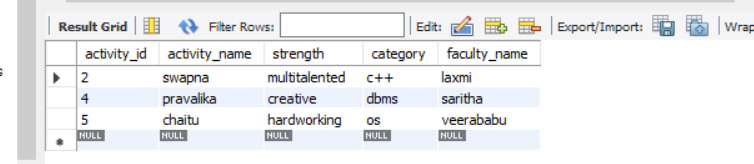 Result Grid Filter Rows: Edit: Export/Import: Wrap
activity_id activity_name strength category faculty_name
2 swapna multitalented c++ laxmi
4 pravalika creative dbms saritha
5 chaitu hardworking os veerababu
NULL NULL NULL NULL NULL
s